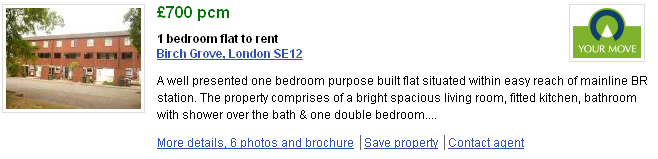 £700 pcm
1 bedroom flat to rent
Birch Grove, London SE12
YOUR MOVE
A well presented one bedroom purpose built flat situated within easy reach of mainline BR
station. The property comprises of a bright spacious living room, fitted kitchen, bathroom
with shower over the bath & one double bedroom....
More details, 6 photos and brochure | Save property | Contact agent